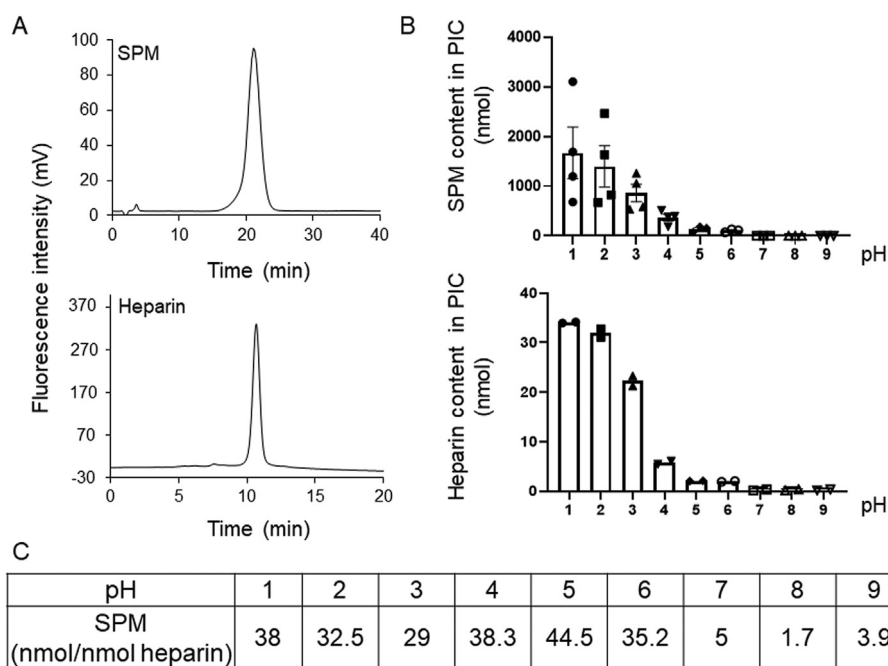 A
SPM
100
80
60
40
20
0
0 10 20 30 40
Time (min)
Heparin
370
270
170
70
-30
0 5 10 15 20
Time (min)
Fluorescence intensity (mV)
B
SPM content in PIC
(nmol)
4000
3000
2000
1000
0
1 2 3 4 5 6 7 8 9 pH
Heparin content in PIC
(nmol)
40
30
20
10
0
1 2 3 4 5 6 7 8 9 pH
C
pH 1 2 3 4 5 6 7 8 9
SPM
(nmol/nmol heparin) 38 32.5 29 38.3 44.5 35.2 5 1.7 3.9